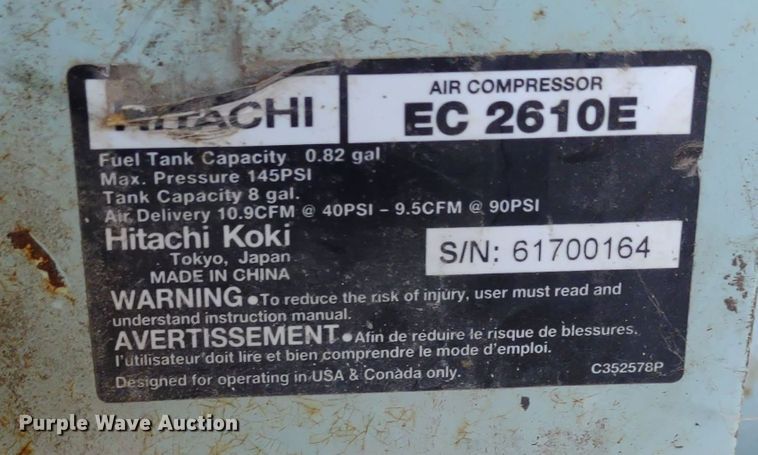 HITACHI
AIR COMPRESSOR
EC 2610E
Fuel Tank Capacity 0.82 gal
Max. Pressure 145PSI
Tank Capacity 8 gal.
Air Delivery 10.9CFM @ 40PSI – 9.5CFM @ 90PSI
Hitachi Koki
Tokyo, Japan
MADE IN CHINA
S/N: 61700164
WARNING ●To reduce the risk of injury, user must read and
understand instruction manual.
AVERTISSEMENT ●Afin de réduire le risque de blessures.
l'utilisateur doit lire et bien comprendre le mode d'emploi.
Designed for operating in USA & Canada only.
C352578P
Purple Wave Auction